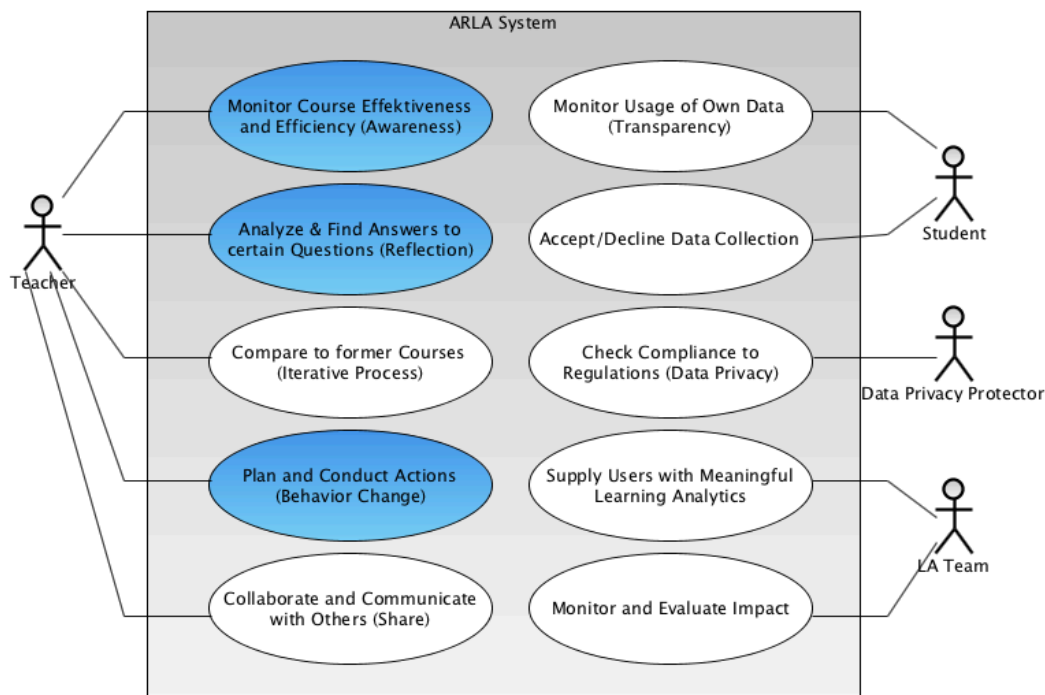 ARLA System
Monitor Course Effektiveness
and Efficiency (Awareness)
Monitor Usage of Own Data
(Transparency)
Analyze & Find Answers to
certain Questions (Reflection)
Accept/Decline Data Collection
Student
Teacher
Compare to former Courses
(Iterative Process)
Check Compliance to
Regulations (Data Privacy)
Data Privacy Protector
Plan and Conduct Actions
(Behavior Change)
Supply Users with Meaningful
Learning Analytics
LA Team
Collaborate and Communicate
with Others (Share)
Monitor and Evaluate Impact